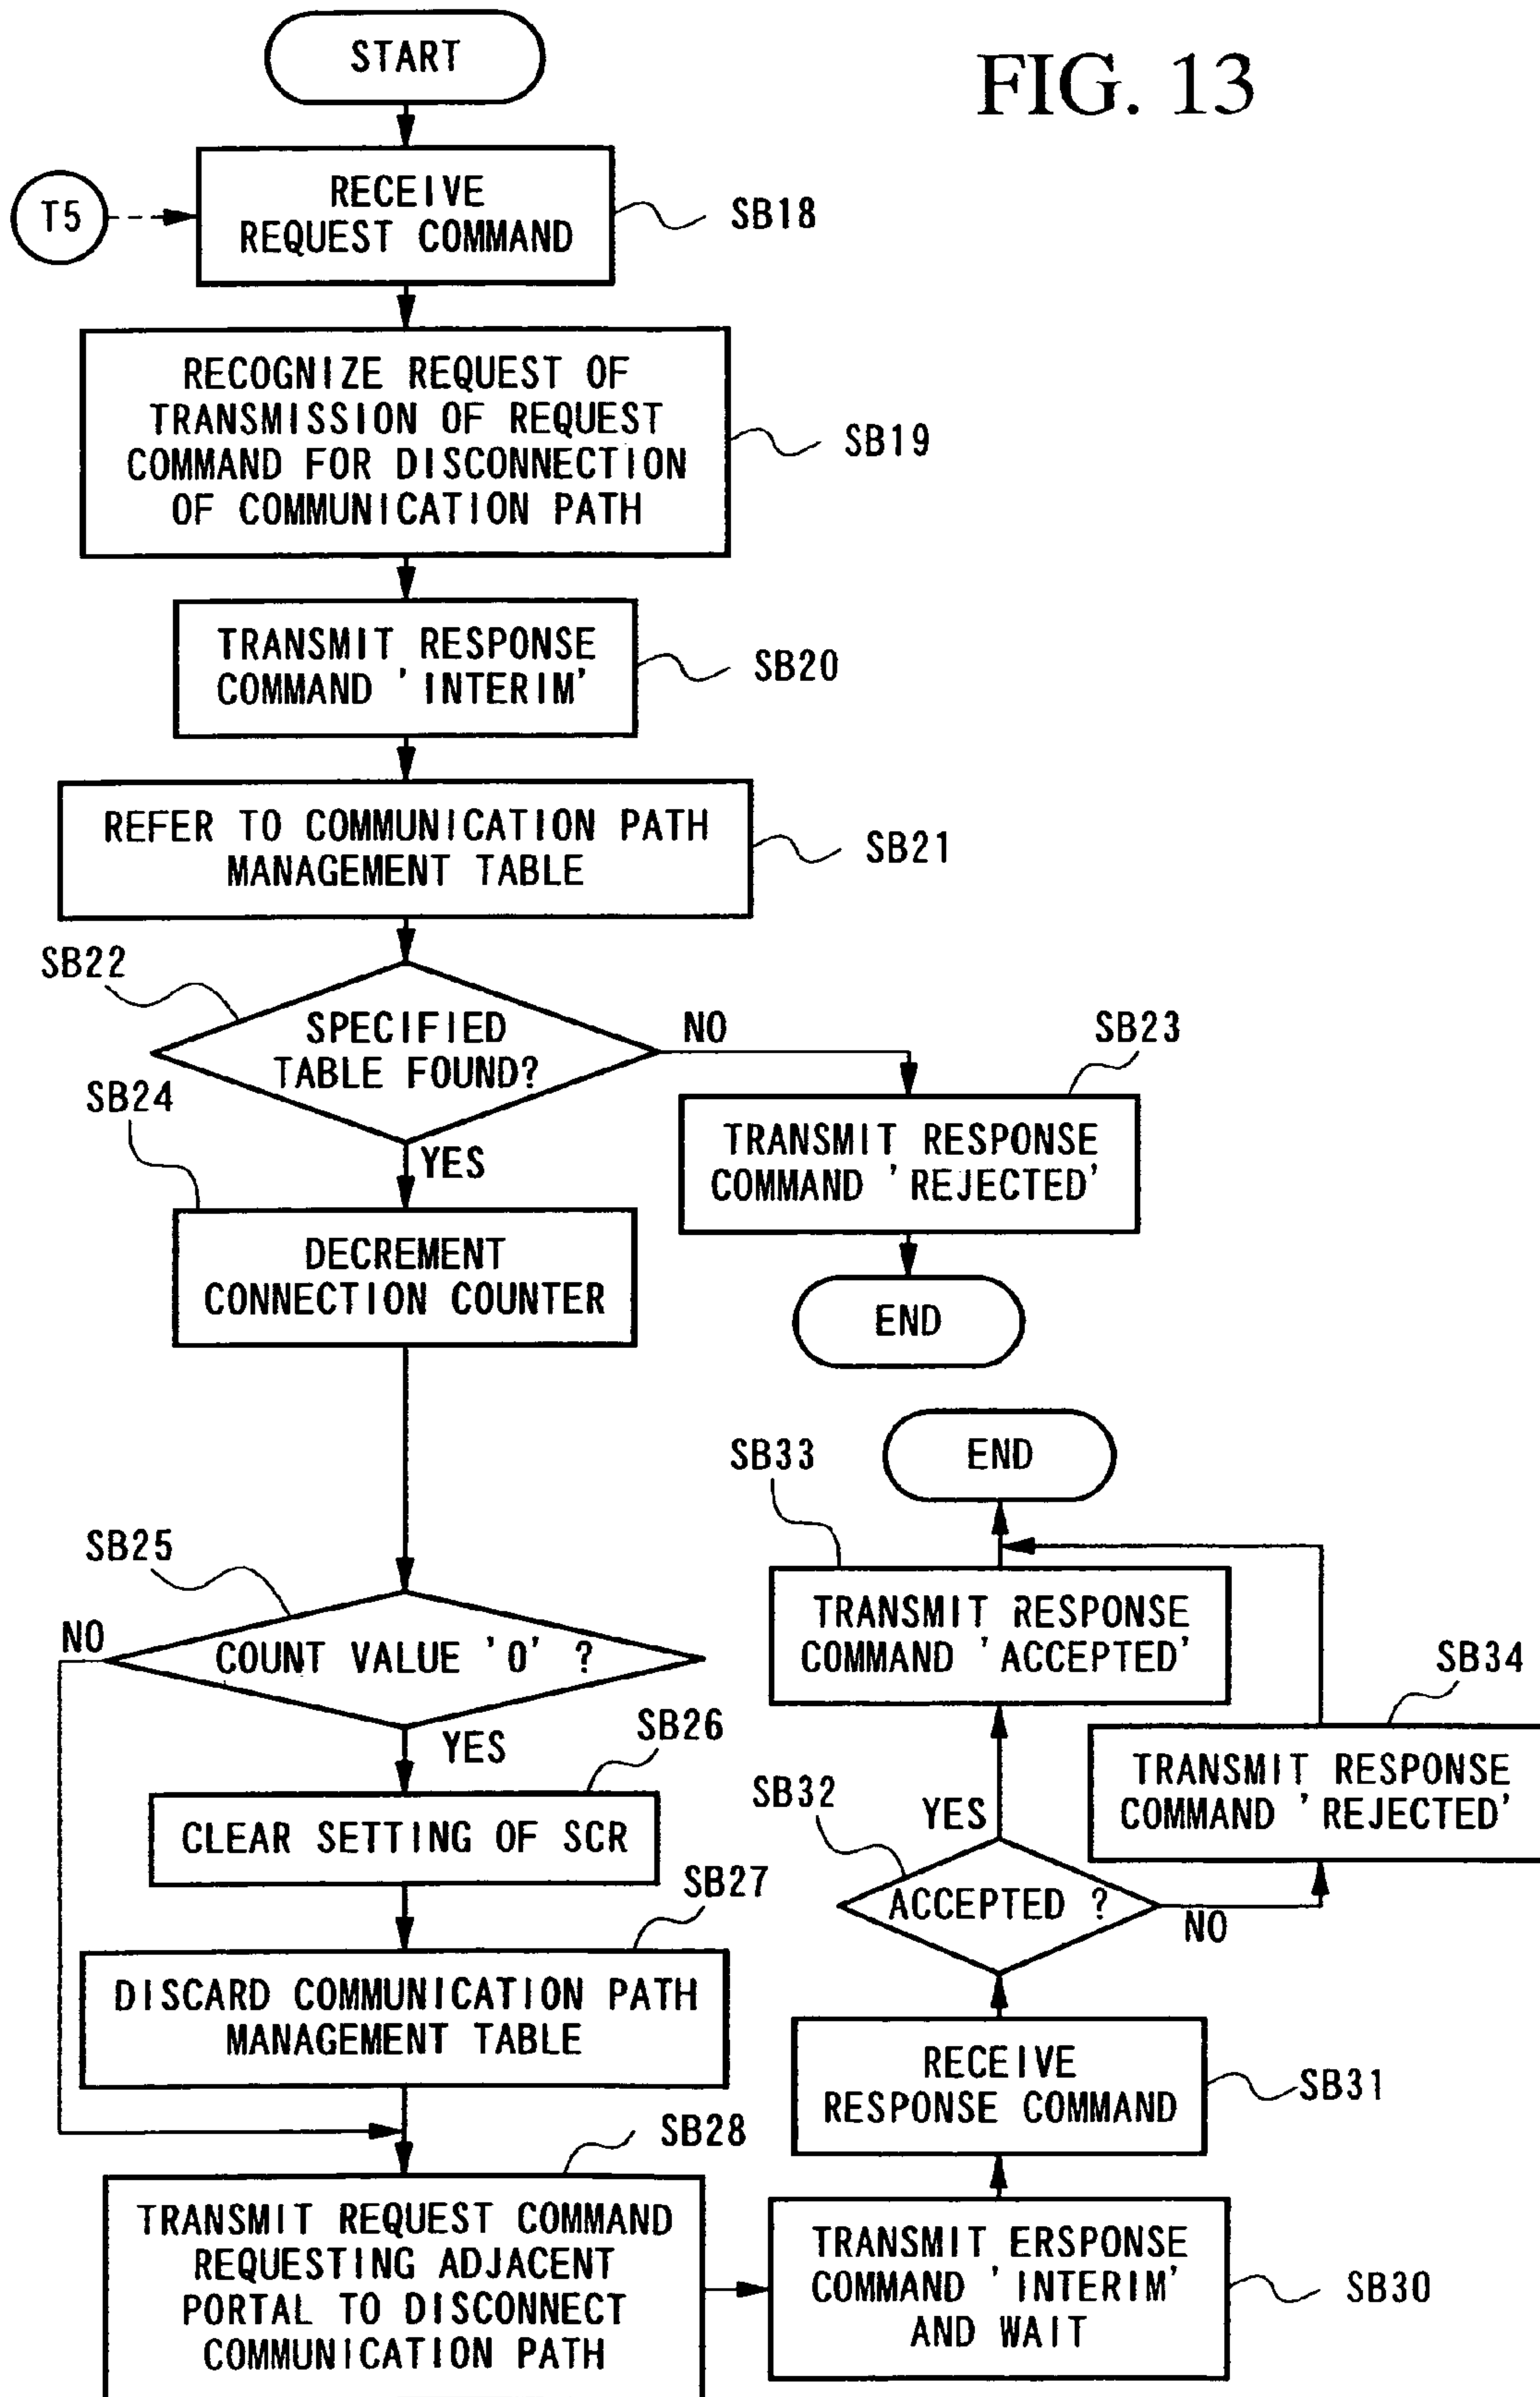 FIG. 13
START
T5
RECEIVE
REQUEST COMMAND
SB18
RECOGNIZE REQUEST OF
TRANSMISSION OF REQUEST
COMMAND FOR DISCONNECTION
OF COMMUNICATION PATH
SB19
TRANSMIT RESPONSE
COMMAND 'INTERIM'
SB20
REFER TO COMMUNICATION PATH
MANAGEMENT TABLE
SB21
SB22
SPECIFIED
TABLE FOUND?
NO
YES
SB23
TRANSMIT RESPONSE
COMMAND 'REJECTED'
END
SB24
DECREMENT
CONNECTION COUNTER
SB25
COUNT VALUE '0' ?
NO
YES
SB26
CLEAR SETTING OF SCR
SB27
DISCARD COMMUNICATION PATH
MANAGEMENT TABLE
SB28
TRANSMIT REQUEST COMMAND
REQUESTING ADJACENT
PORTAL TO DISCONNECT
COMMUNICATION PATH
TRANSMIT ERSPONSE
COMMAND 'INTERIM'
AND WAIT
SB30
RECEIVE
RESPONSE COMMAND
SB31
SB32
ACCEPTED ?
YES
NO
SB33
TRANSMIT RESPONSE
COMMAND 'ACCEPTED'
SB34
TRANSMIT RESPONSE
COMMAND 'REJECTED'
END